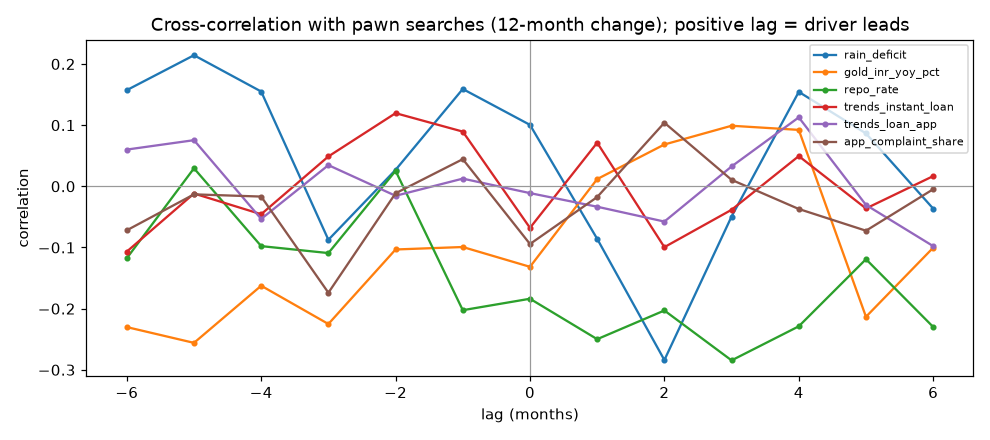 Cross-correlation with pawn searches (12-month change); positive lag = driver leads
rain_deficit
gold_inr_yoy_pct
repo_rate
trends_instant_loan
trends_loan_app
app_complaint_share
correlation
0.2
0.1
0.0
−0.1
−0.2
−0.3
−6
−4
−2
0
2
4
6
lag (months)